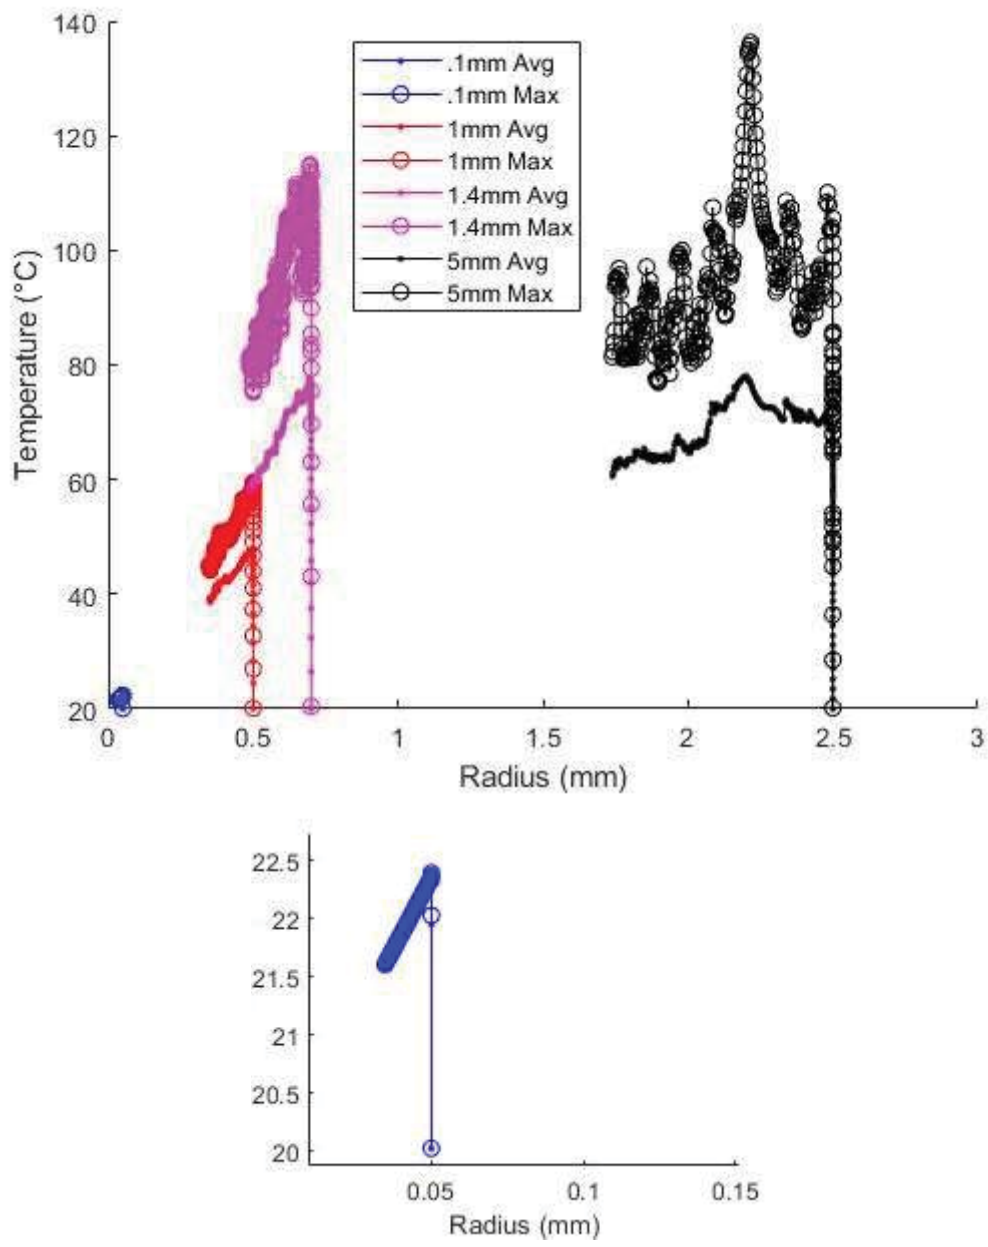 140
120
100
80
60
40
20
Temperature (°C)
.1mm Avg
.1mm Max
1mm Avg
1mm Max
1.4mm Avg
1.4mm Max
5mm Avg
5mm Max
0 0.5 1 1.5 2 2.5 3
Radius (mm)
22.5
22
21.5
21
20.5
20
0.05 0.1 0.15
Radius (mm)